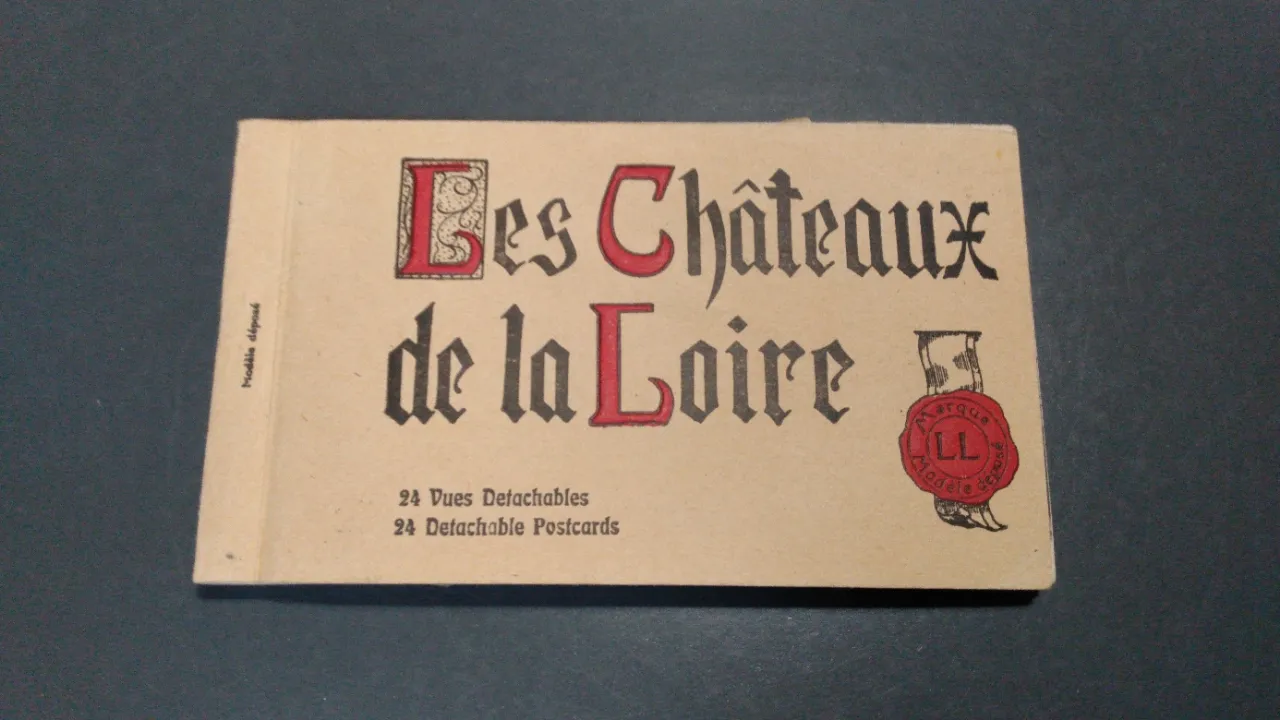 Les Châteaux
de la Loire
Modèle déposé
Marque
LL
Modèle déposé
24 Vues Detachables
24 Detachable Postcards